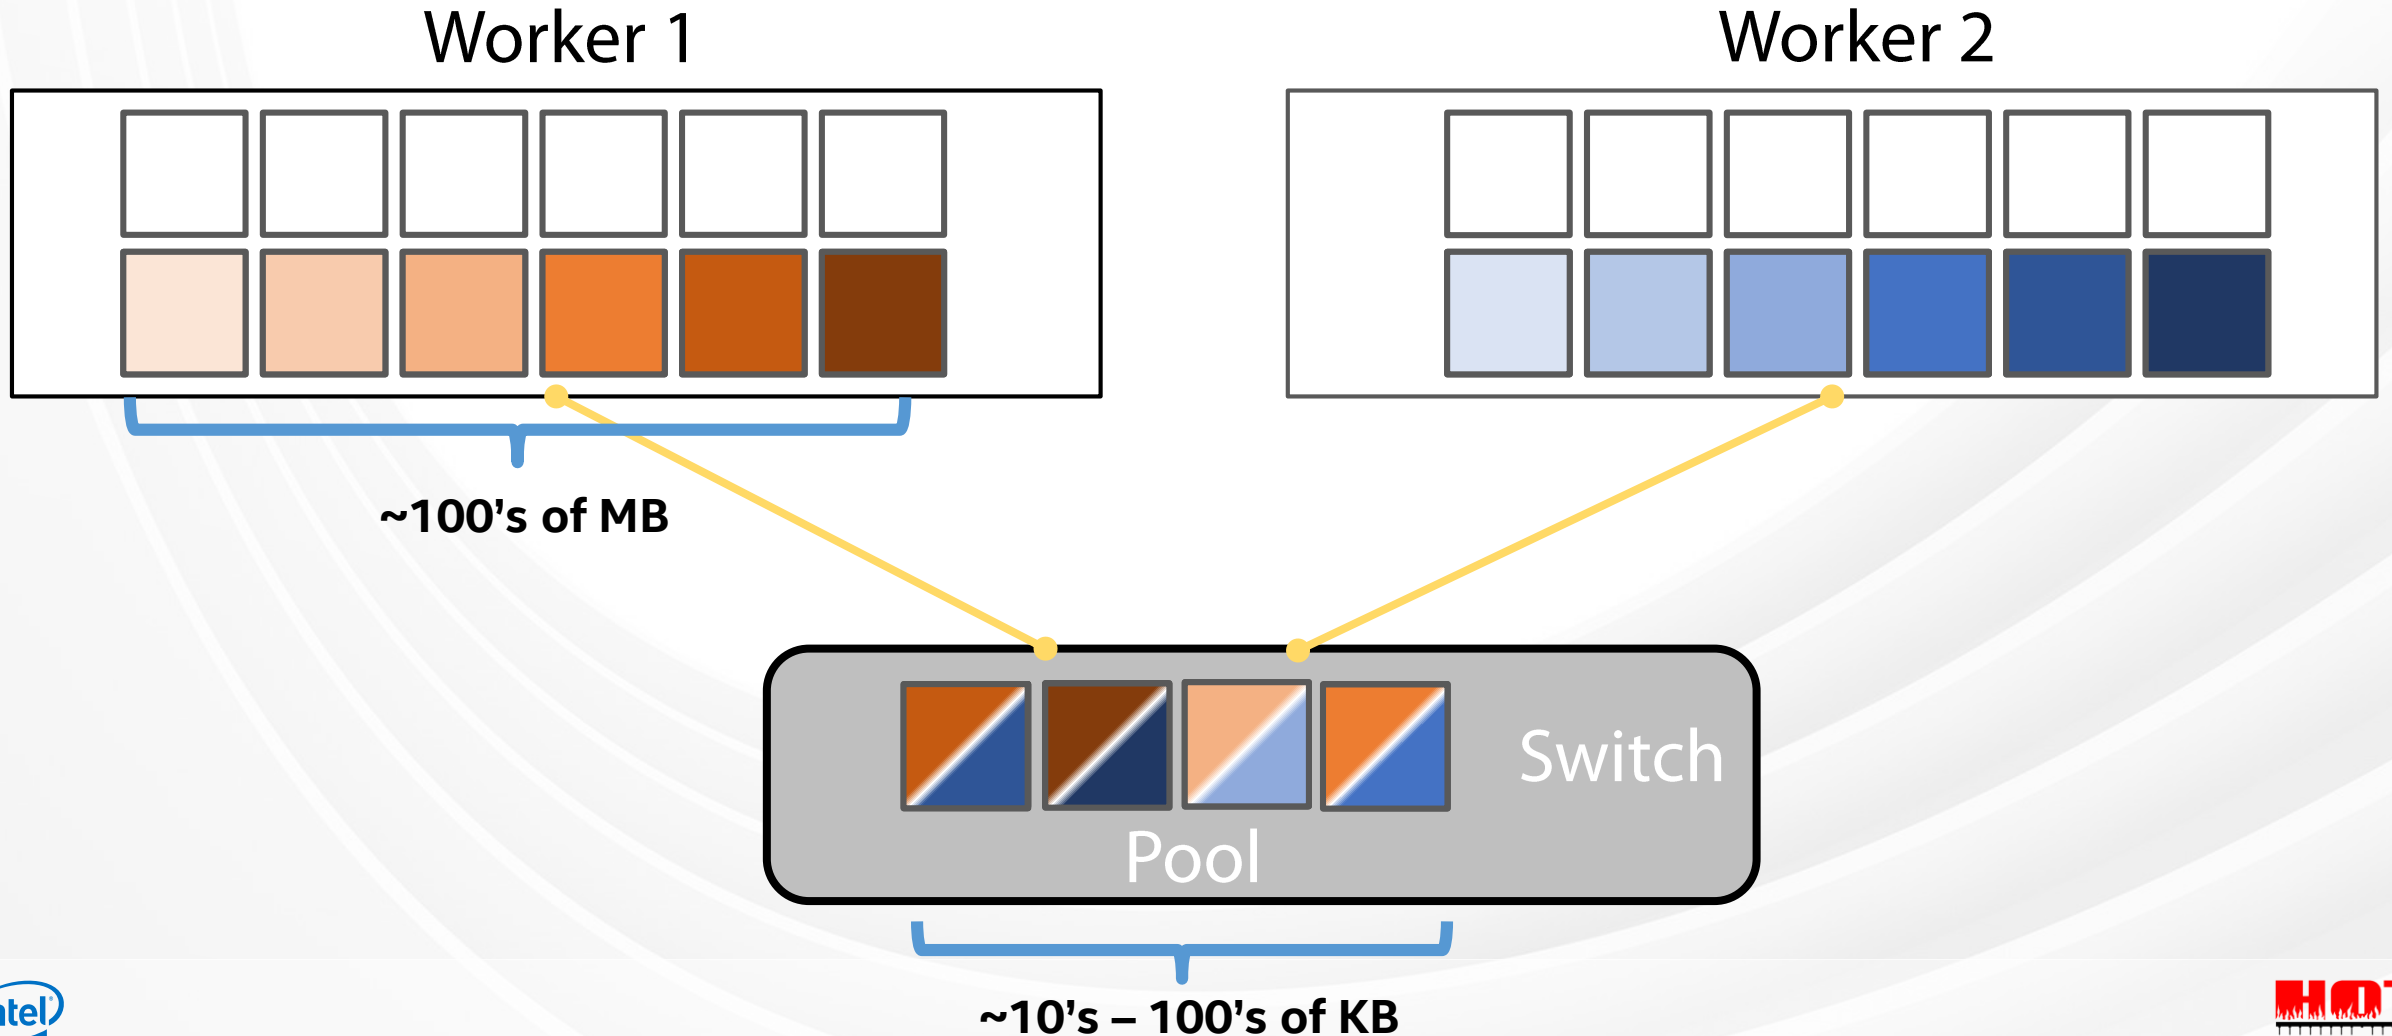 Worker 1
Worker 2
~100’s of MB
Switch
Pool
~10’s – 100’s of KB